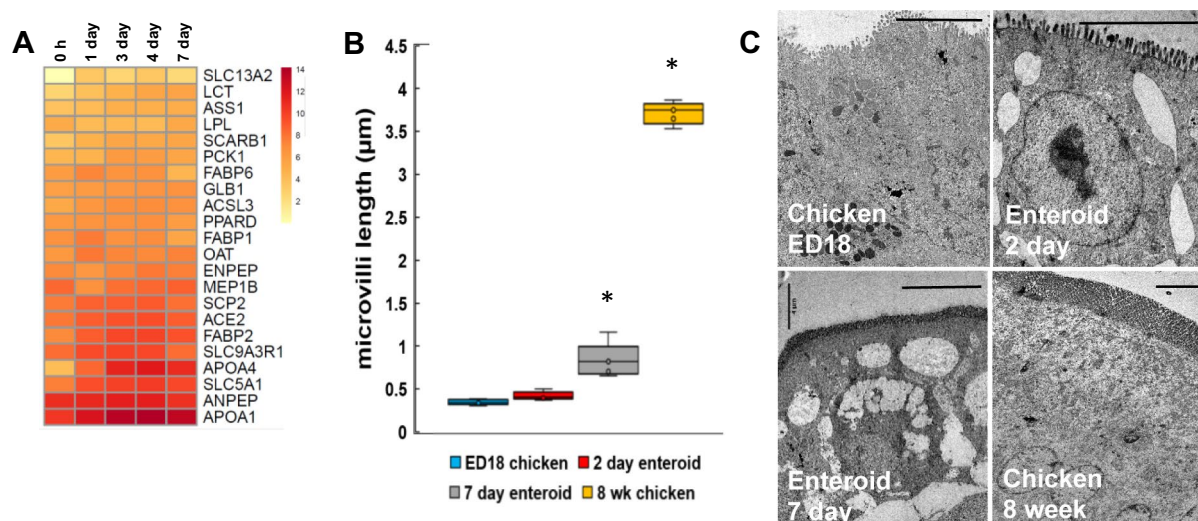 A
0 h
1 day
3 day
4 day
7 day
SLC13A2
LCT
ASS1
LPL
SCARB1
PCK1
FABP6
GLB1
ACSL3
PPARD
FABP1
OAT
ENPEP
MEP1B
SCP2
ACE2
FABP2
SLC9A3R1
APOA4
SLC5A1
ANPEP
APOA1
14
12
10
8
6
4
2
B
microvilli length (µm)
4.5
4
3.5
3
2.5
2
1.5
1
0.5
0
*
*
ED18 chicken
2 day enteroid
7 day enteroid
8 wk chicken
C
Chicken
ED18
Enteroid
2 day
4 µm
Enteroid
7 day
Chicken
8 week